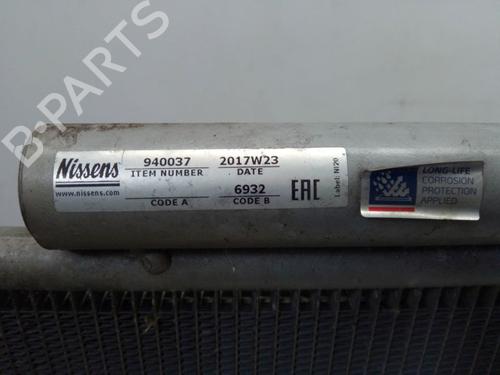 B-PARTS
Nissens
www.nissens.com
940037
ITEM NUMBER
2017W23
DATE
CODE A
6932
CODE B
EAC
Label: NI20
LONG-LIFE
CORROSION
PROTECTION
APPLIED